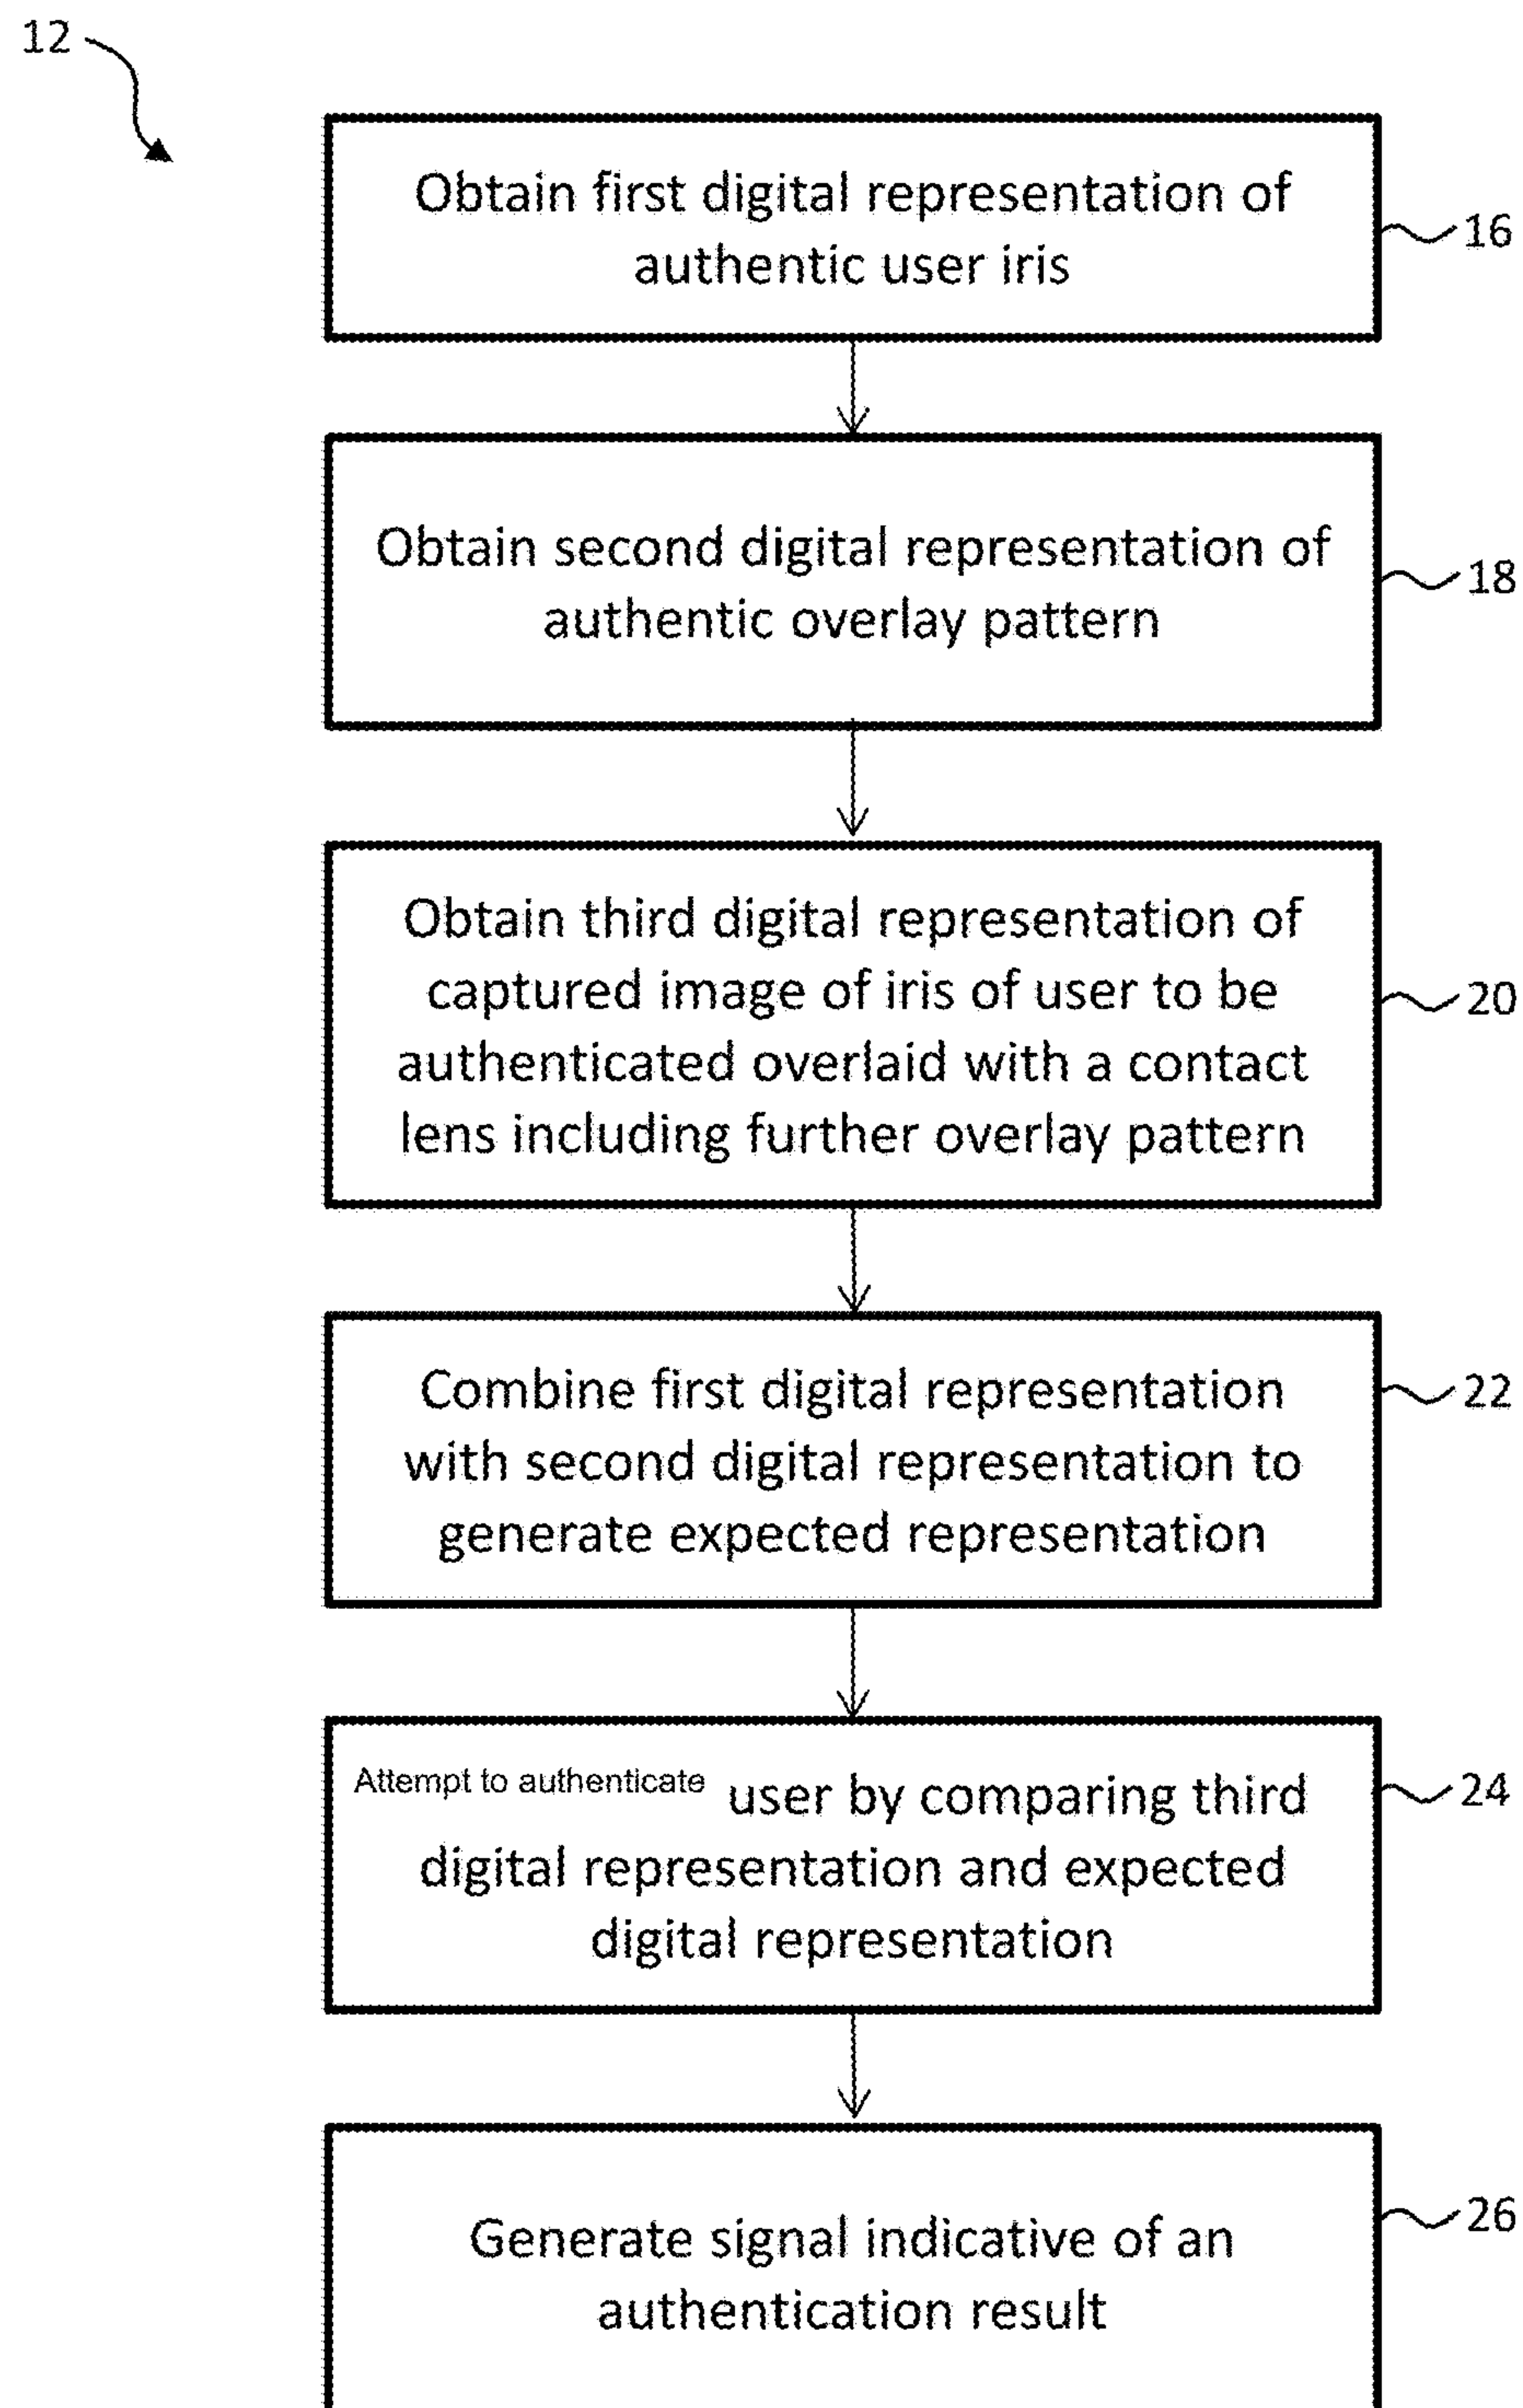 12
Obtain first digital representation of
authentic user iris
16
Obtain second digital representation of
authentic overlay pattern
18
Obtain third digital representation of
captured image of iris of user to be
authenticated overlaid with a contact
lens including further overlay pattern
20
Combine first digital representation
with second digital representation to
generate expected representation
22
Attempt to authenticate user by comparing third
digital representation and expected
digital representation
24
Generate signal indicative of an
authentication result
26